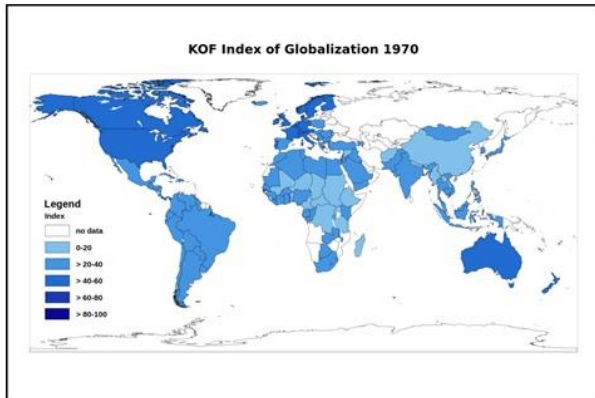 KOF Index of Globalization 1970
Legend
Index
no data
0-20
> 20-40
> 40-60
> 60-80
> 80-100